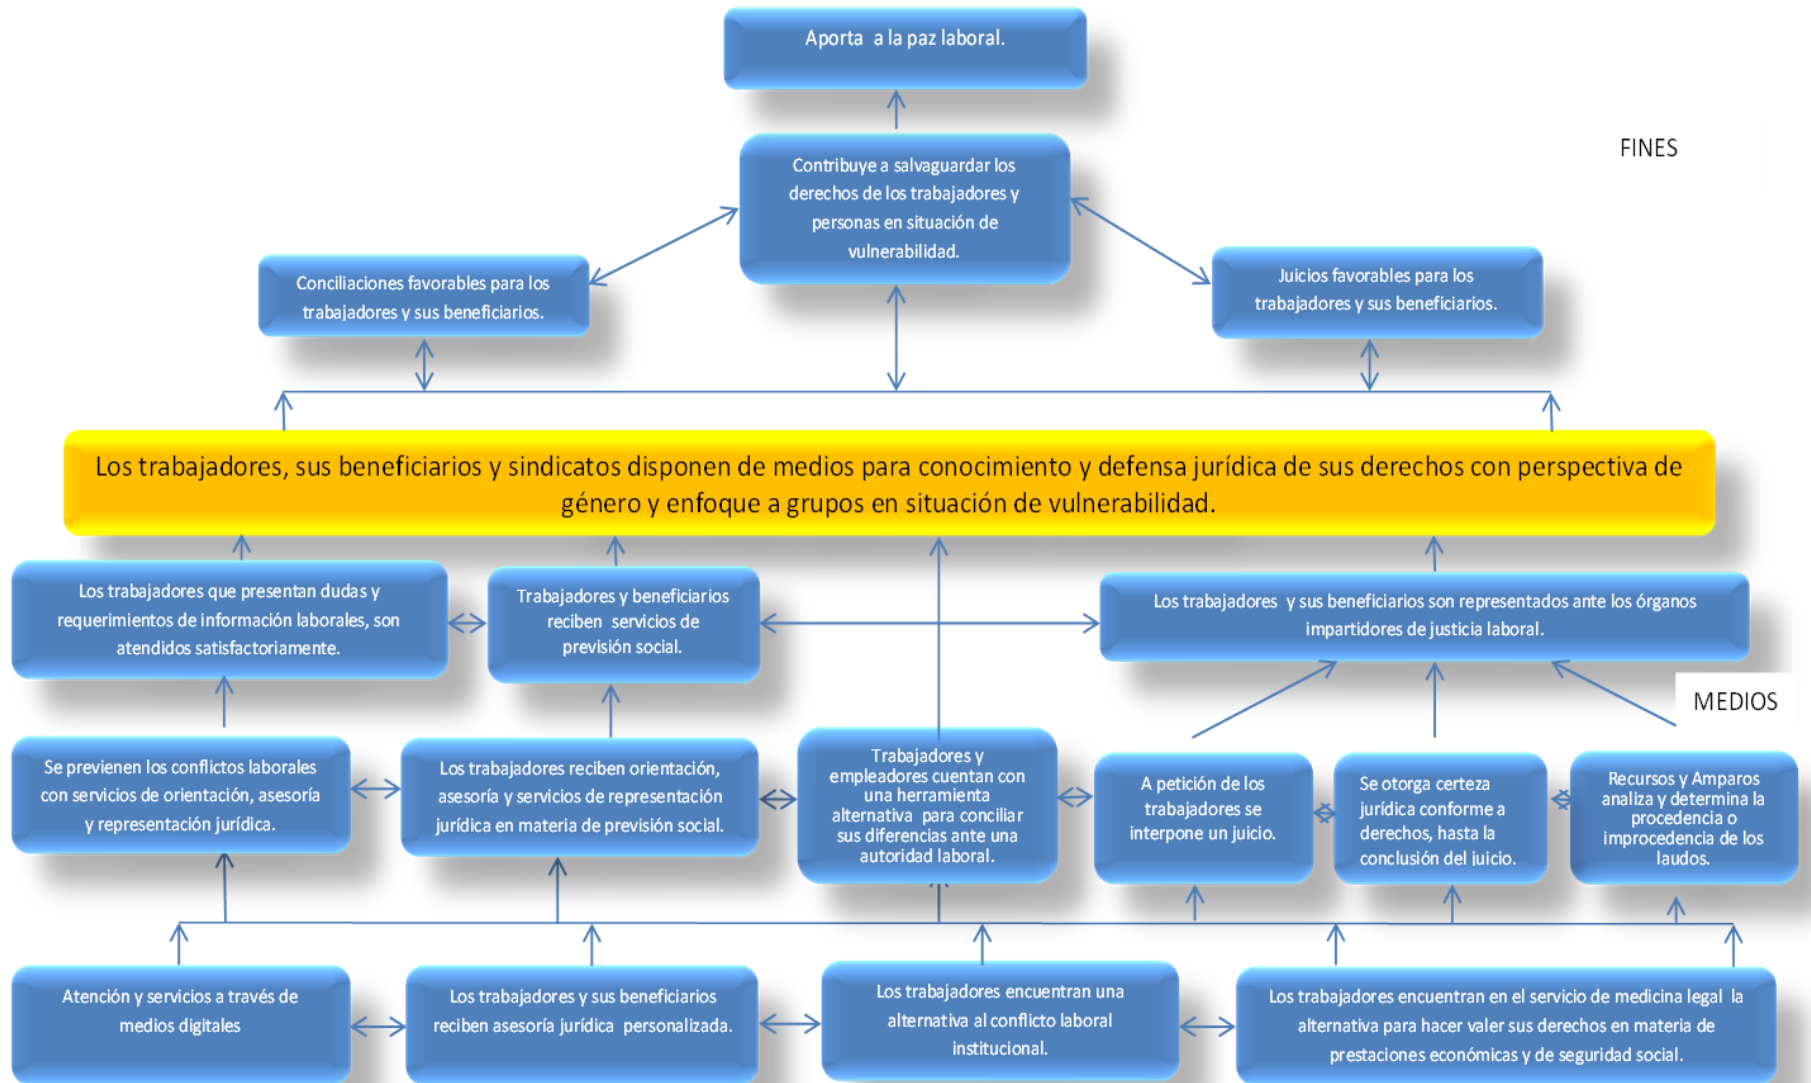 Aporta a la paz laboral.
FINES
Contribuye a salvaguardar los
derechos de los trabajadores y
personas en situación de
vulnerabilidad.
Conciliaciones favorables para los
trabajadores y sus beneficiarios.
Juicios favorables para los
trabajadores y sus beneficiarios.
Los trabajadores, sus beneficiarios y sindicatos disponen de medios para conocimiento y defensa jurídica de sus derechos con perspectiva de
género y enfoque a grupos en situación de vulnerabilidad.
Los trabajadores que presentan dudas y
requerimientos de información laborales, son
atendidos satisfactoriamente.
Trabajadores y beneficiarios
reciben servicios de
previsión social.
Los trabajadores y sus beneficiarios son representados ante los órganos
impartidores de justicia laboral.
MEDIOS
Se previenen los conflictos laborales
con servicios de orientación, asesoría
y representación jurídica.
Los trabajadores reciben orientación,
asesoría y servicios de representación
jurídica en materia de previsión social.
Trabajadores y
empleadores cuentan con
una herramienta
alternativa para conciliar
sus diferencias ante una
autoridad laboral.
A petición de los
trabajadores se
interpone un juicio.
Se otorga certeza
jurídica conforme a
derechos, hasta la
conclusión del juicio.
Recursos y Amparos
analiza y determina la
procedencia o
improcedencia de los
laudos.
Atención y servicios a través de
medios digitales
Los trabajadores y sus beneficiarios
reciben asesoría jurídica personalizada.
Los trabajadores encuentran una
alternativa al conflicto laboral
institucional.
Los trabajadores encuentran en el servicio de medicina legal la
alternativa para hacer valer sus derechos en materia de
prestaciones económicas y de seguridad social.